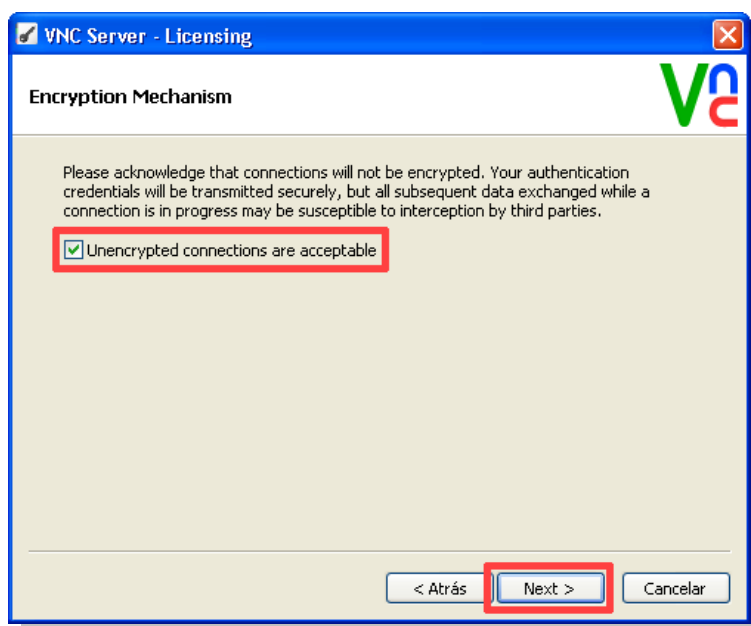 VNC Server - Licensing
Encryption Mechanism
Vnc
Please acknowledge that connections will not be encrypted. Your authentication
credentials will be transmitted securely, but all subsequent data exchanged while a
connection is in progress may be susceptible to interception by third parties.
Unencrypted connections are acceptable
< Atrás
Next >
Cancelar